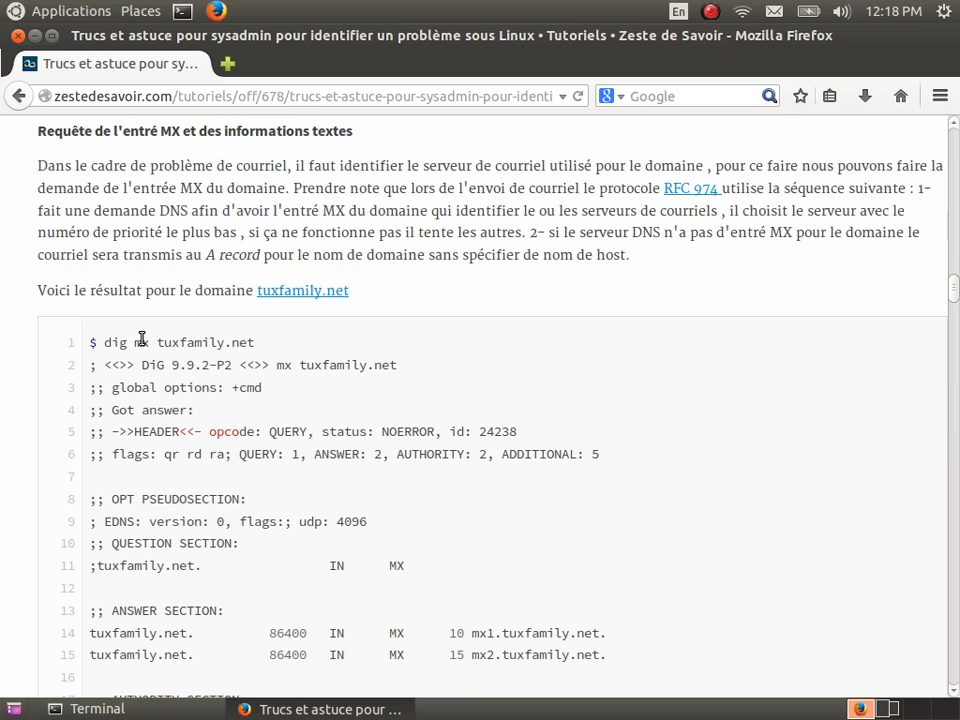 Applications Places En 12:18 PM
Trucs et astuce pour sysadmin pour identifier un problème sous Linux • Tutoriels • Zeste de Savoir - Mozilla Firefox
Trucs et astuce pour sy...
zestedesavoir.com/tutoriels/off/678/trucs-et-astuce-pour-sysadmin-pour-identi Google
Requête de l'entré MX et des informations textes
Dans le cadre de problème de courriel, il faut identifier le serveur de courriel utilisé pour le domaine , pour ce faire nous pouvons faire la
demande de l'entrée MX du domaine. Prendre note que lors de l'envoi de courriel le protocole RFC 974 utilise la séquence suivante : 1-
fait une demande DNS afin d'avoir l'entré MX du domaine qui identifier le ou les serveurs de courriels , il choisit le serveur avec le
numéro de priorité le plus bas , si ça ne fonctionne pas il tente les autres. 2- si le serveur DNS n'a pas d'entré MX pour le domaine le
courriel sera transmis au A record pour le nom de domaine sans spécifier de nom de host.
Voici le résultat pour le domaine tuxfamily.net
1 $ dig mx tuxfamily.net
2 ; <<>> DiG 9.9.2-P2 <<>> mx tuxfamily.net
3 ;; global options: +cmd
4 ;; Got answer:
5 ;; ->>HEADER<<- opcode: QUERY, status: NOERROR, id: 24238
6 ;; flags: qr rd ra; QUERY: 1, ANSWER: 2, AUTHORITY: 2, ADDITIONAL: 5
7
8 ;; OPT PSEUDOSECTION:
9 ; EDNS: version: 0, flags:; udp: 4096
10 ;; QUESTION SECTION:
11 ;tuxfamily.net. IN MX
12
13 ;; ANSWER SECTION:
14 tuxfamily.net. 86400 IN MX 10 mx1.tuxfamily.net.
15 tuxfamily.net. 86400 IN MX 15 mx2.tuxfamily.net.
16
Terminal Trucs et astuce pour ...